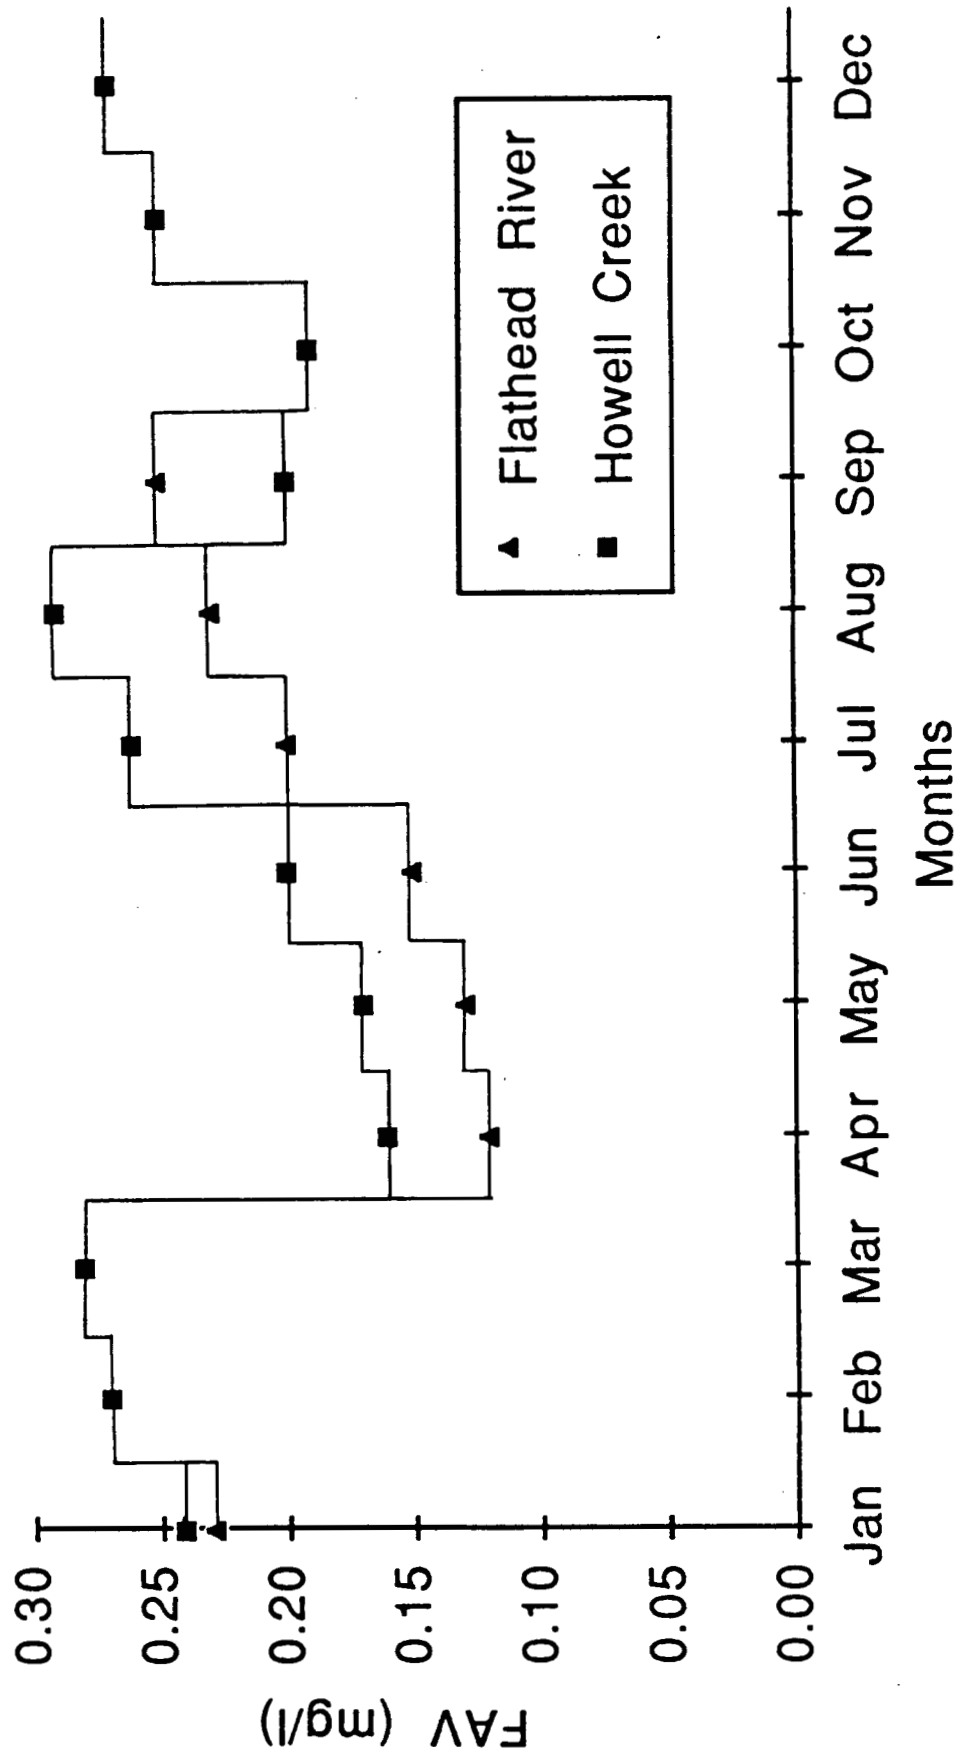 FAV (mg/l)
0.30
0.25
0.20
0.15
0.10
0.05
0.00
Jan Feb Mar Apr May Jun Jul Aug Sep Oct Nov Dec
Months
Flathead River
Howell Creek